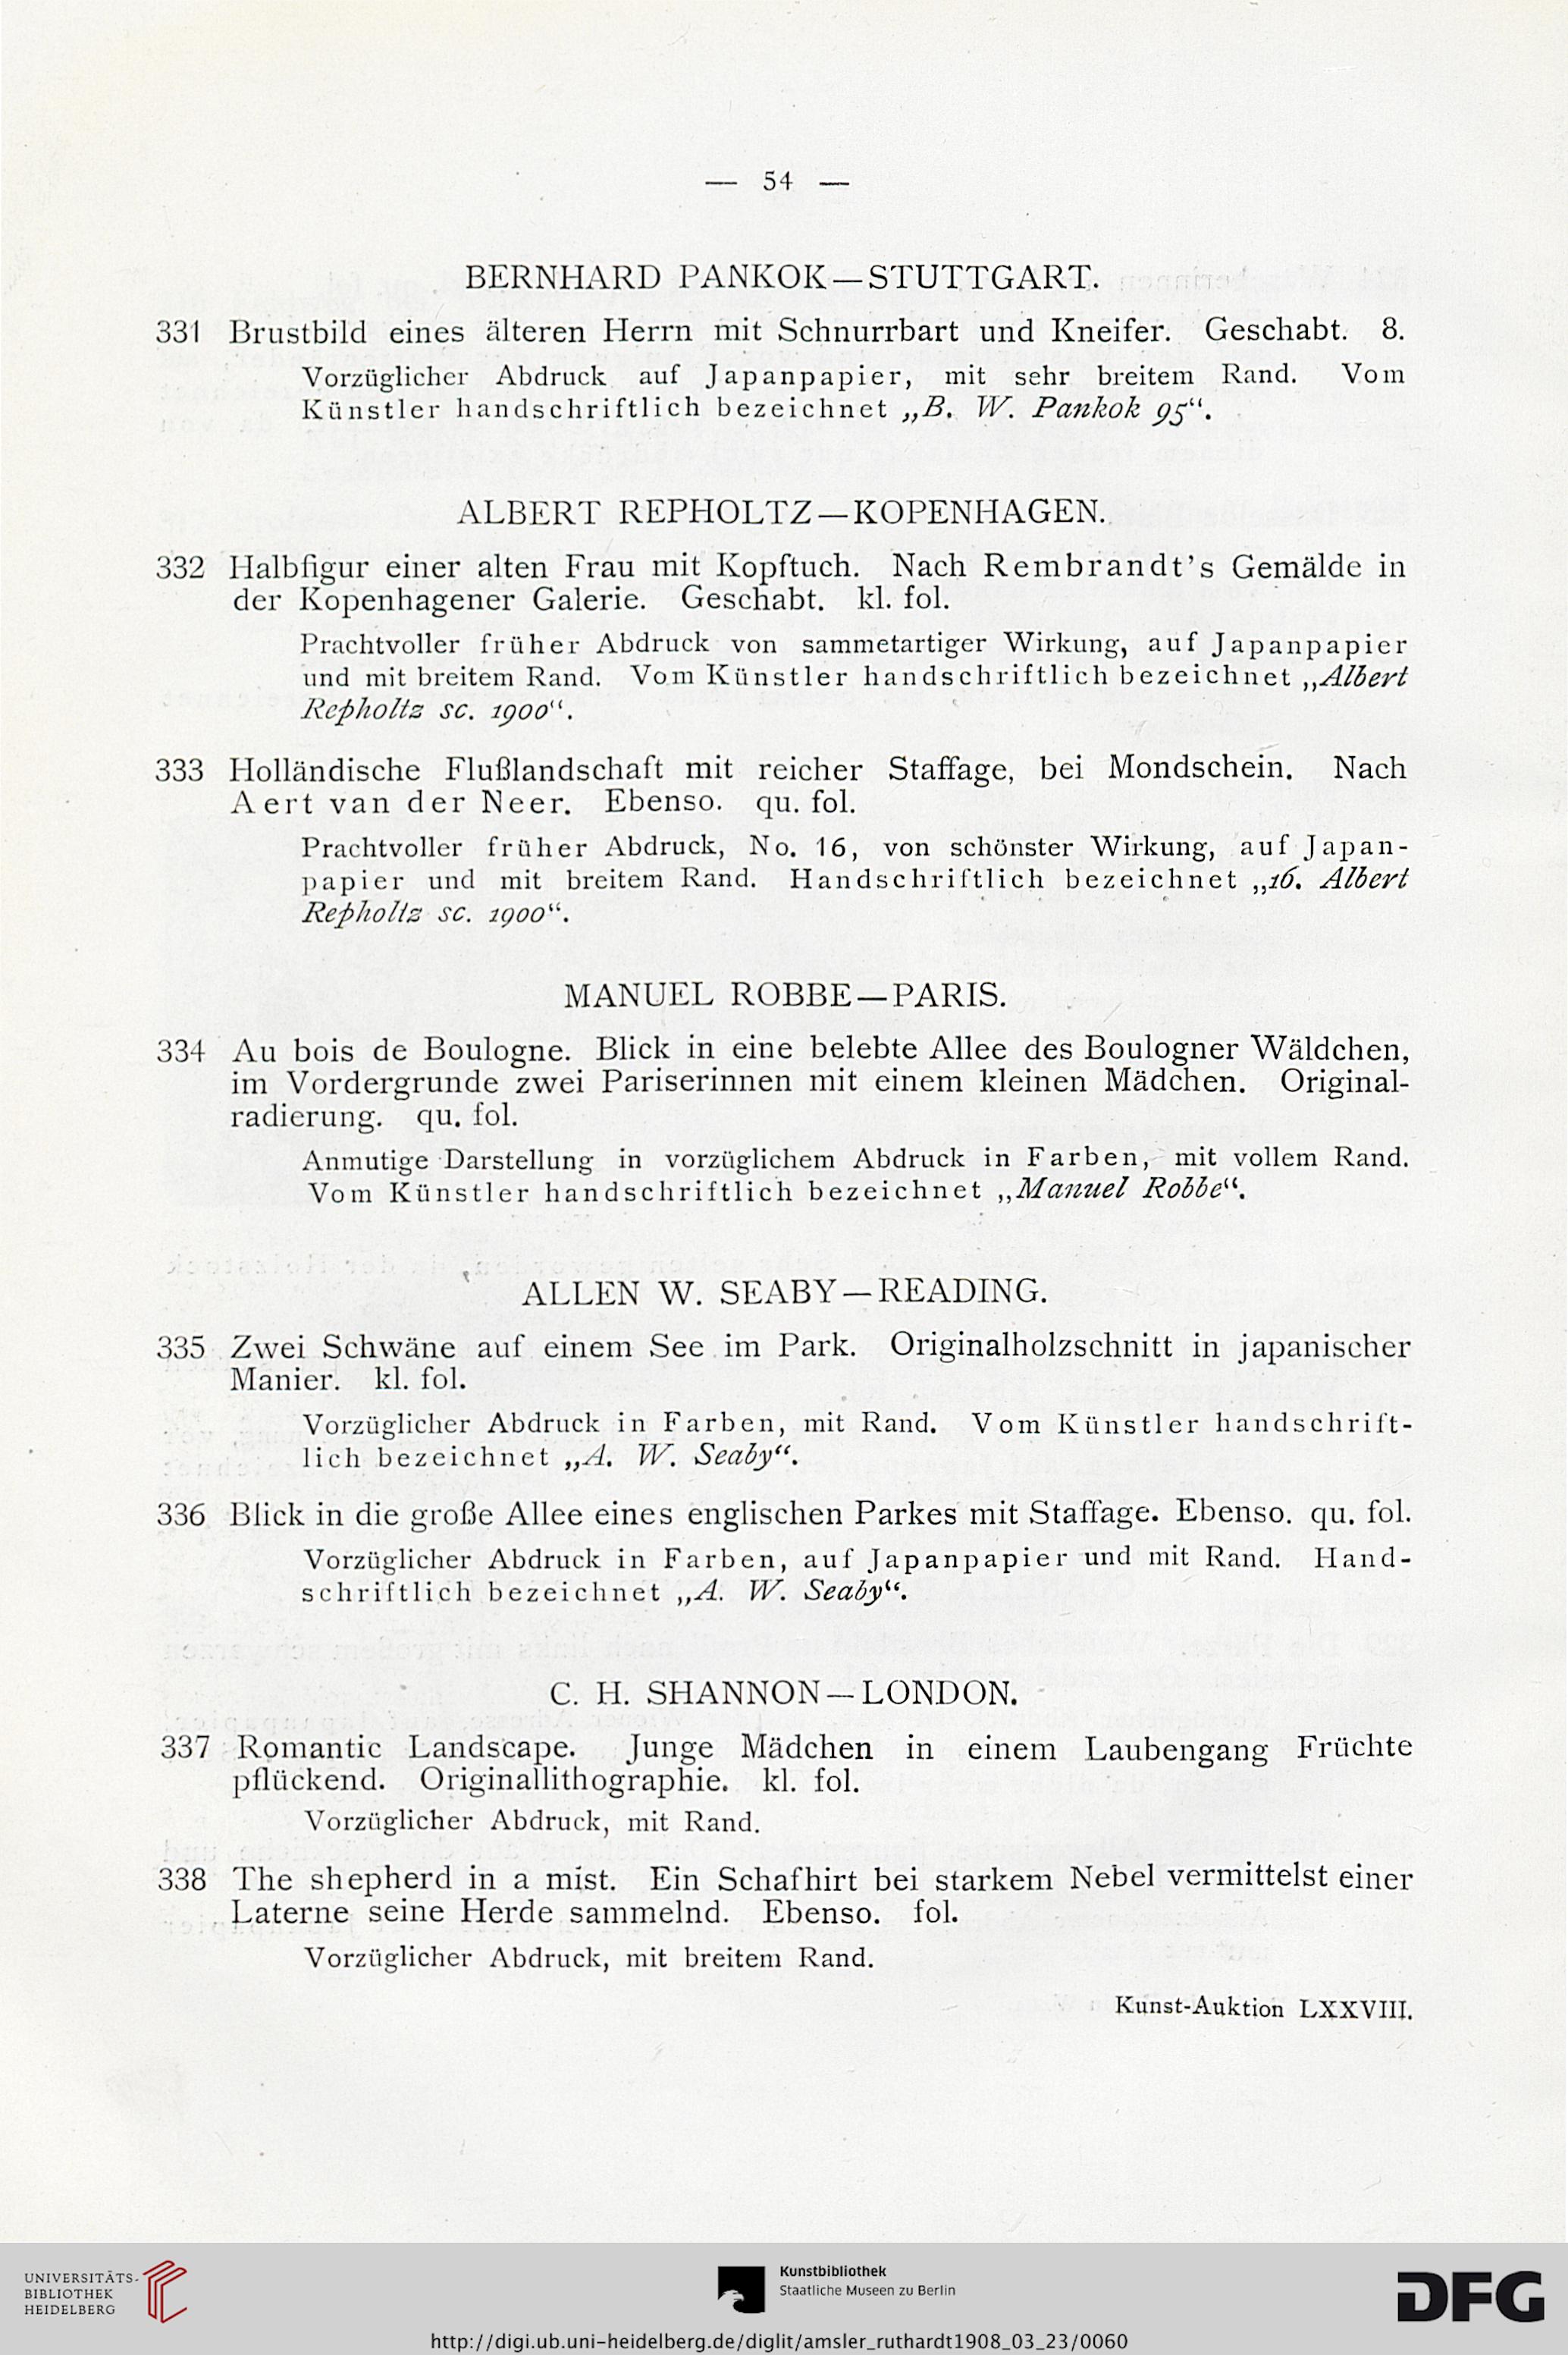 — 54 —
BERNHARD PANKOK—STUTTGART.
331 Brustbild eines älteren Herrn mit Schnurrbart und Kneifer. Geschabt. 8.
Vorzüglicher Abdruck auf Japanpapier, mit sehr breitem Rand. Vom
Künstler handschriftlich bezeichnet „B. W. Pankok 95“.
ALBERT REPHOLTZ—KOPENHAGEN.
332 Halbfigur einer alten Frau mit Kopftuch. Nach Rembrandt's Gemälde in
der Kopenhagener Galerie. Geschabt. kl. fol.
Prachtvoller früher Abdruck von sammetartiger Wirkung, auf Japanpapier
und mit breitem Rand. Vom Künstler handschriftlich bezeichnet „Albert
Repholtz sc. 1900“.
333 Holländische Flußlandschaft mit reicher Staffage, bei Mondschein. Nach
Aert van der Neer. Ebenso. qu. fol.
Prachtvoller früher Abdruck, No. 16, von schönster Wirkung, auf Japan-
papier und mit breitem Rand. Handschriftlich bezeichnet „16. Albert
Repholtz sc. 1900“.
MANUEL ROBBE—PARIS.
334 Au bois de Boulogne. Blick in eine belebte Allee des Boulogner Wäldchen,
im Vordergrunde zwei Pariserinnen mit einem kleinen Mädchen. Original-
radierung. qu. fol.
Anmutige Darstellung in vorzüglichem Abdruck in Farben, mit vollem Rand.
Vom Künstler handschriftlich bezeichnet „Manuel Robbe“.
ALLEN W. SEABY—READING.
335 Zwei Schwäne auf einem See im Park. Originalholzschnitt in japanischer
Manier. kl. fol.
Vorzüglicher Abdruck in Farben, mit Rand. Vom Künstler handschrift-
lich bezeichnet „A. W. Seaby“.
336 Blick in die große Allee eines englischen Parkes mit Staffage. Ebenso. qu. fol.
Vorzüglicher Abdruck in Farben, auf Japanpapier und mit Rand. Hand-
schriftlich bezeichnet „A. W. Seaby“.
C. H. SHANNON—LONDON.
337 Romantic Landscape. Junge Mädchen in einem Laubengang Früchte
pflückend. Originallithographie. kl. fol.
Vorzüglicher Abdruck, mit Rand.
338 The shepherd in a mist. Ein Schafhirt bei starkem Nebel vermittelst einer
Laterne seine Herde sammelnd. Ebenso. fol.
Vorzüglicher Abdruck, mit breitem Rand.
Kunst-Auktion LXXVIII.
UNIVERSITÄTS-
BIBLIOTHEK
HEIDELBERG
Kunstbibliothek
Staatliche Museen zu Berlin
DFG
http://digi.ub.uni-heidelberg.de/diglit/amsler_ruthardt1908_03_23/0060